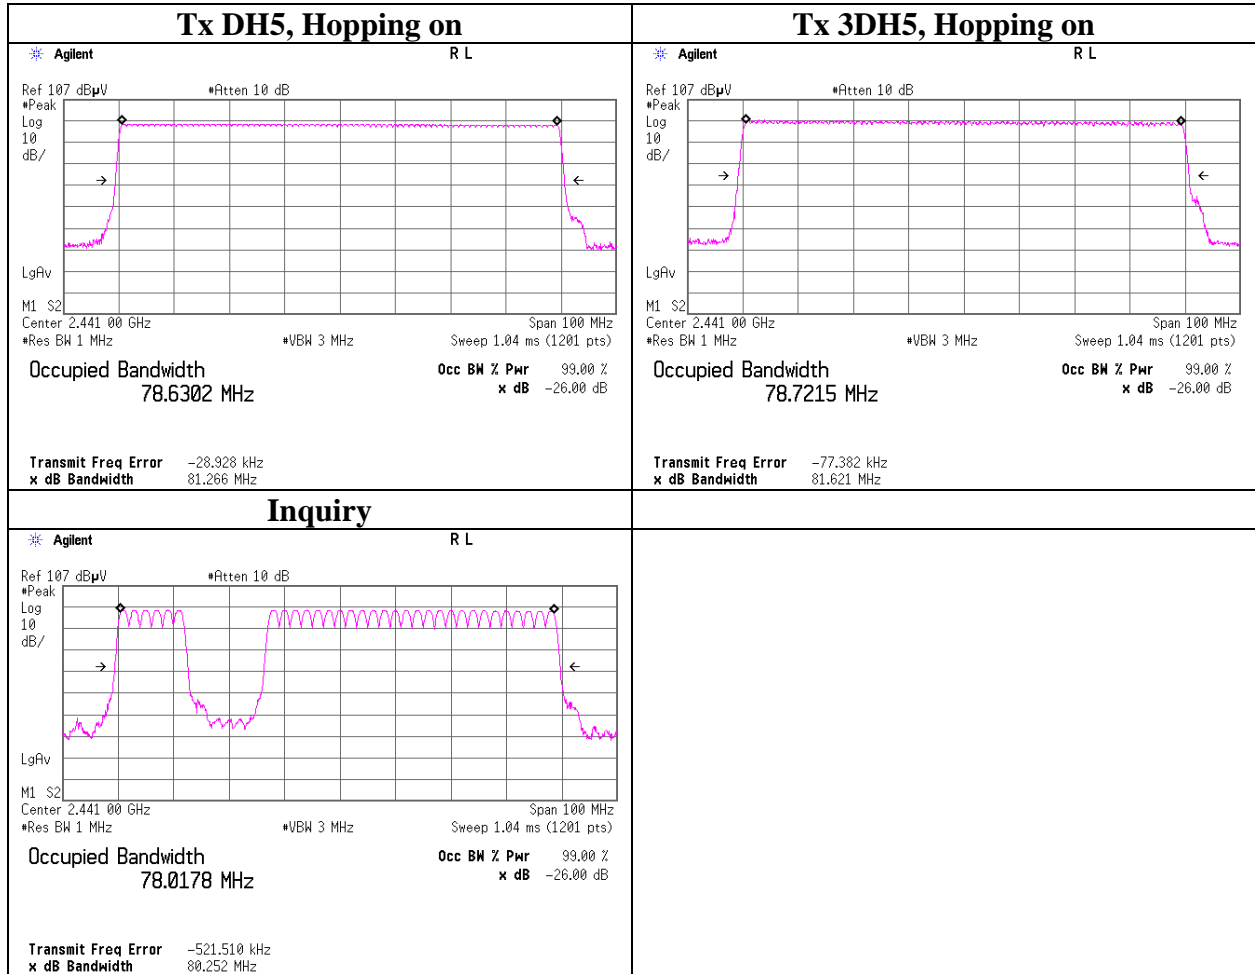 Tx DH5, Hopping on
Agilent R L
Ref 107 dBµV #Atten 10 dB
#Peak
Log
10
dB/
LgAv
M1 S2
Center 2.441 00 GHz Span 100 MHz
#Res BW 1 MHz #VBW 3 MHz Sweep 1.04 ms (1201 pts)
Occupied Bandwidth Occ BW % Pwr 99.00 %
78.6302 MHz x dB -26.00 dB
Transmit Freq Error -28.928 kHz
x dB Bandwidth 81.266 MHz
Tx 3DH5, Hopping on
Agilent R L
Ref 107 dBµV #Atten 10 dB
#Peak
Log
10
dB/
LgAv
M1 S2
Center 2.441 00 GHz Span 100 MHz
#Res BW 1 MHz #VBW 3 MHz Sweep 1.04 ms (1201 pts)
Occupied Bandwidth Occ BW % Pwr 99.00 %
78.7215 MHz x dB -26.00 dB
Transmit Freq Error -77.382 kHz
x dB Bandwidth 81.621 MHz
Inquiry
Agilent R L
Ref 107 dBµV #Atten 10 dB
#Peak
Log
10
dB/
LgAv
M1 S2
Center 2.441 00 GHz Span 100 MHz
#Res BW 1 MHz #VBW 3 MHz Sweep 1.04 ms (1201 pts)
Occupied Bandwidth Occ BW % Pwr 99.00 %
78.0178 MHz x dB -26.00 dB
Transmit Freq Error -521.510 kHz
x dB Bandwidth 80.252 MHz